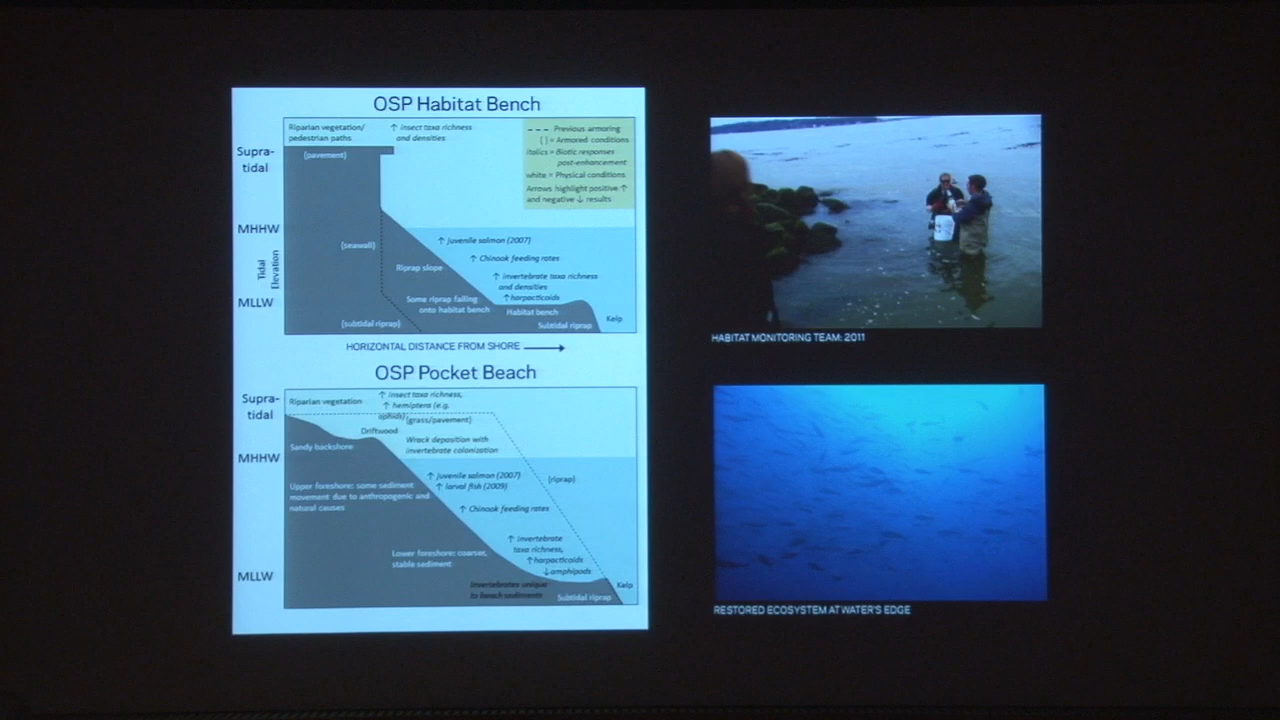 OSP Habitat Bench
Riparian vegetation/
pedestrian paths
↑ insect taxa richness
and densities
--- Previous armoring
{ } = Armored conditions
italics = Biotic responses
post-enhancement
white = Physical conditions
Arrows highlight positive ↑
and negative ↓ results
Supra-
tidal
{pavement}
MHHW
{seawall}
↑ Juvenile salmon (2007)
↑ Chinook feeding rates
Riprap slope
↑ invertebrate taxa richness
and densities
↑ harpacticoids
Tidal
Elevation
MLLW
Some riprap falling
onto habitat bench
Habitat bench
Kelp
{subtidal riprap}
Subtidal riprap
HORIZONTAL DISTANCE FROM SHORE
OSP Pocket Beach
Supra-
tidal
Riparian vegetation
↑ insect taxa richness,
↑ hemiptera (e.g.
aphids)
{grass/pavement}
Driftwood
Sandy backshore
Wrack deposition with
invertebrate colonization
MHHW
↑ Juvenile salmon (2007)
↑ larval fish (2009)
{riprap}
Upper foreshore: some sediment
movement due to anthropogenic and
natural causes
↑ Chinook feeding rates
↑ invertebrate
taxa richness,
↑ harpacticoids
↓ amphipods
Lower foreshore: coarser,
stable sediment
MLLW
Invertebrates unique
to beach sediments
Kelp
Subtidal riprap
HABITAT MONITORING TEAM: 2011
RESTORED ECOSYSTEM AT WATER'S EDGE